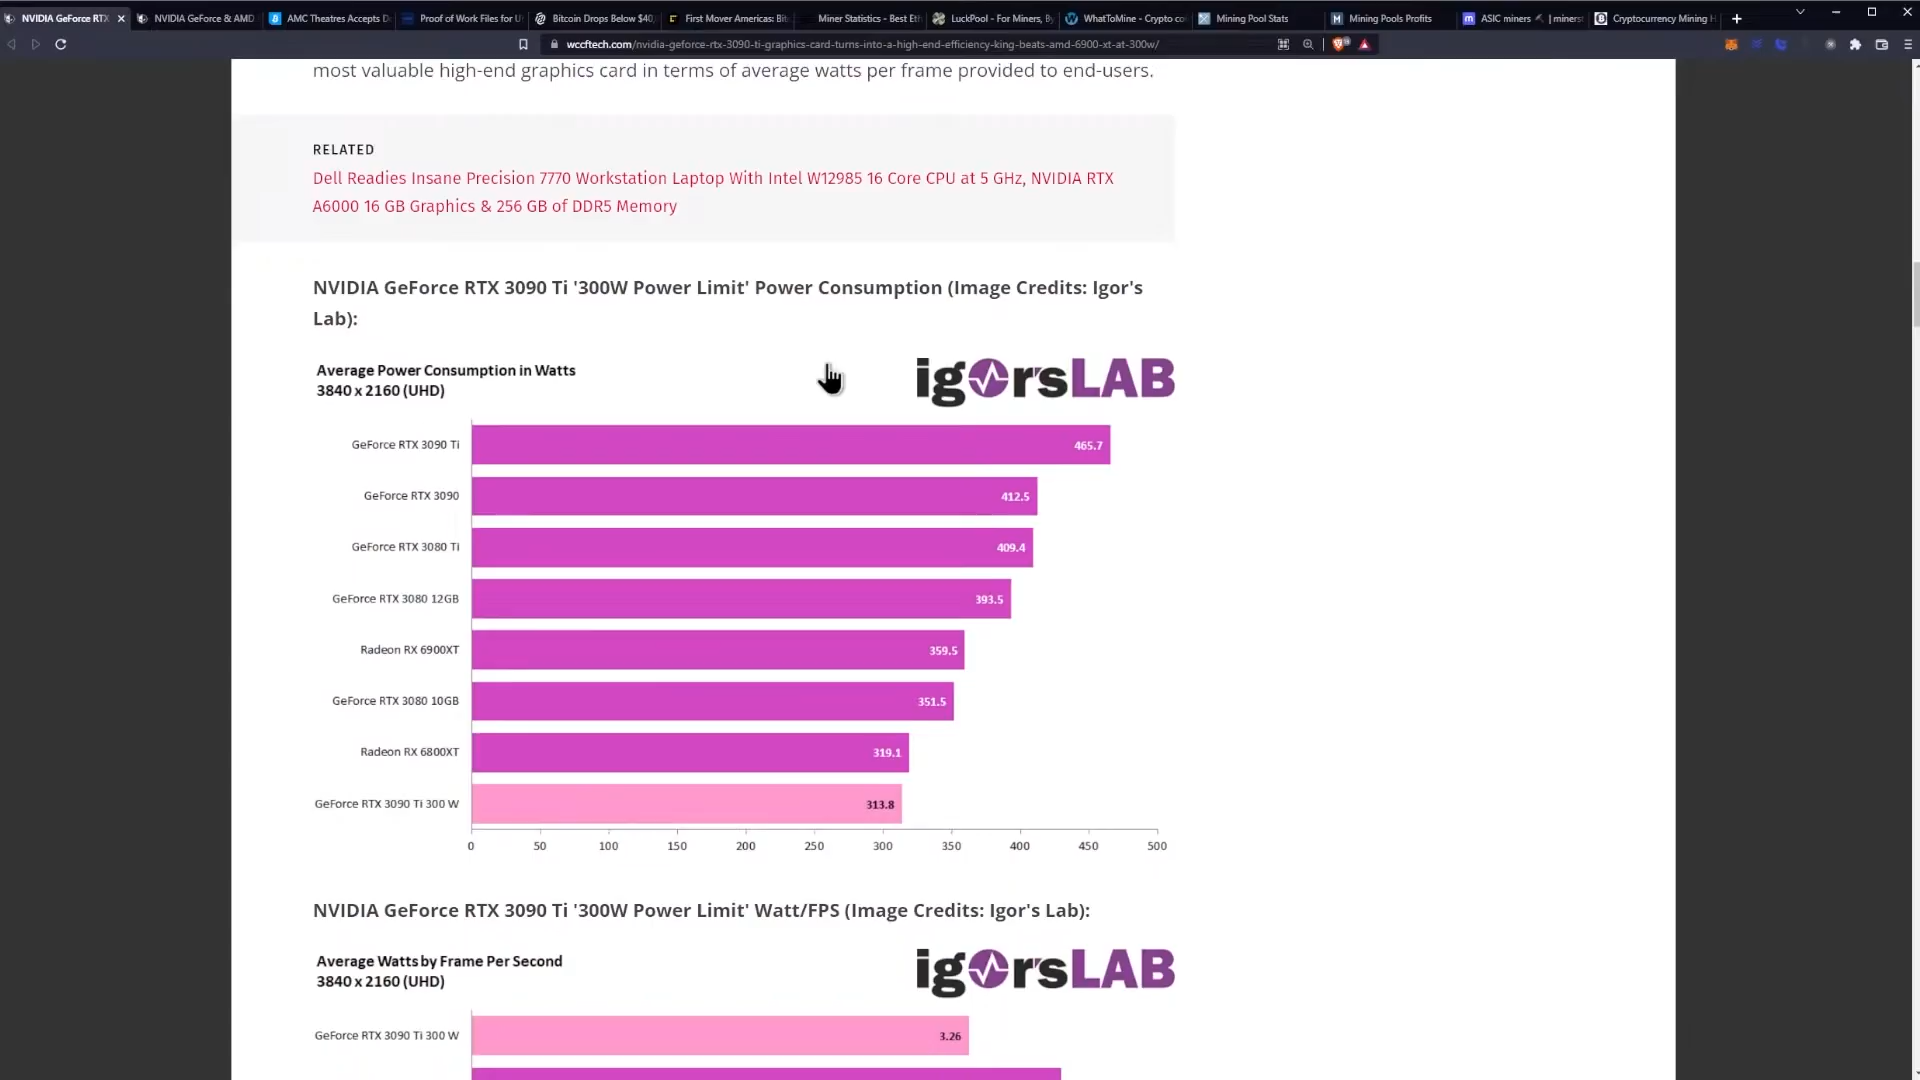 NVIDIA GeForce RTX
NVIDIA GeForce & AMD
AMC Theatres Accepts D
Proof of Work Files for U
Bitcoin Drops Below $40,
First Mover Americas: Bit
Miner Statistics - Best Eth
LuckPool - For Miners, By
WhatToMine - Crypto co
Mining Pool Stats
Mining Pools Profits
ASIC miners ⛏ | miners
Cryptocurrency Mining H
wccftech.com/nvidia-geforce-rtx-3090-ti-graphics-card-turns-into-a-high-end-efficiency-king-beats-amd-6900-xt-at-300w/
most valuable high-end graphics card in terms of average watts per frame provided to end-users.
RELATED
Dell Readies Insane Precision 7770 Workstation Laptop With Intel W12985 16 Core CPU at 5 GHz, NVIDIA RTX
A6000 16 GB Graphics & 256 GB of DDR5 Memory
NVIDIA GeForce RTX 3090 Ti '300W Power Limit' Power Consumption (Image Credits: Igor's
Lab):
Average Power Consumption in Watts
3840 x 2160 (UHD)
igorsLAB
GeForce RTX 3090 Ti 465.7
GeForce RTX 3090 412.5
GeForce RTX 3080 Ti 409.4
GeForce RTX 3080 12GB 393.5
Radeon RX 6900XT 359.5
GeForce RTX 3080 10GB 351.5
Radeon RX 6800XT 319.1
GeForce RTX 3090 Ti 300 W 313.8
0 50 100 150 200 250 300 350 400 450 500
NVIDIA GeForce RTX 3090 Ti '300W Power Limit' Watt/FPS (Image Credits: Igor's Lab):
Average Watts by Frame Per Second
3840 x 2160 (UHD)
igorsLAB
GeForce RTX 3090 Ti 300 W 3.26